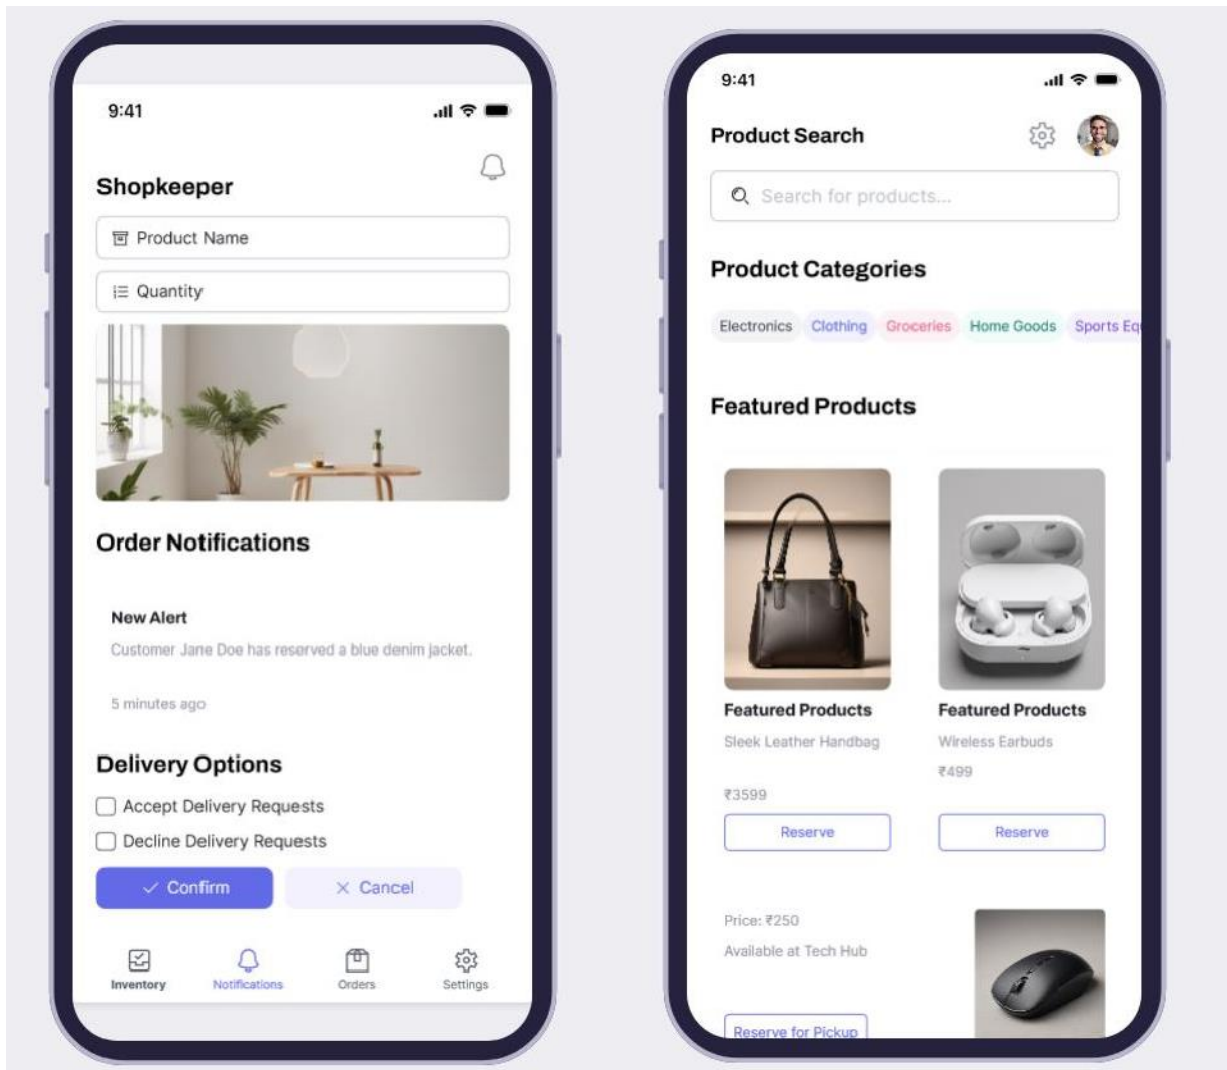 9:41
Shopkeeper
Product Name
Quantity
Order Notifications
New Alert
Customer Jane Doe has reserved a blue denim jacket.
5 minutes ago
Delivery Options
Accept Delivery Requests
Decline Delivery Requests
Confirm
Cancel
Inventory
Notifications
Orders
Settings
9:41
Product Search
Search for products...
Product Categories
Electronics Clothing Groceries Home Goods Sports Eq
Featured Products
Featured Products
Sleek Leather Handbag
₹3599
Reserve
Featured Products
Wireless Earbuds
₹499
Reserve
Price: ₹250
Available at Tech Hub
Reserve for Pickup